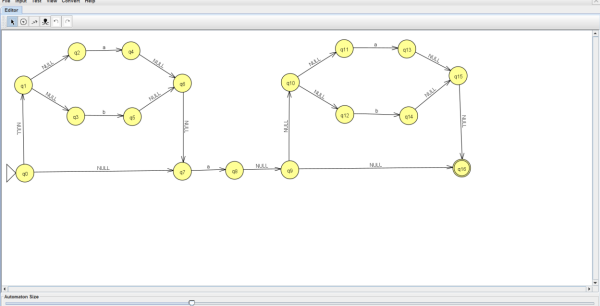 File Input Test View Convert Help
Editor
q11 a q13
q2 a q4
NULL NULL
NULL NULL
q1 q6 q10 q15
NULL NULL NULL NULL
q3 b q5 q12 b q14
NULL NULL NULL NULL
q0 NULL q7 a q8 NULL q9 NULL q16
Automaton Size